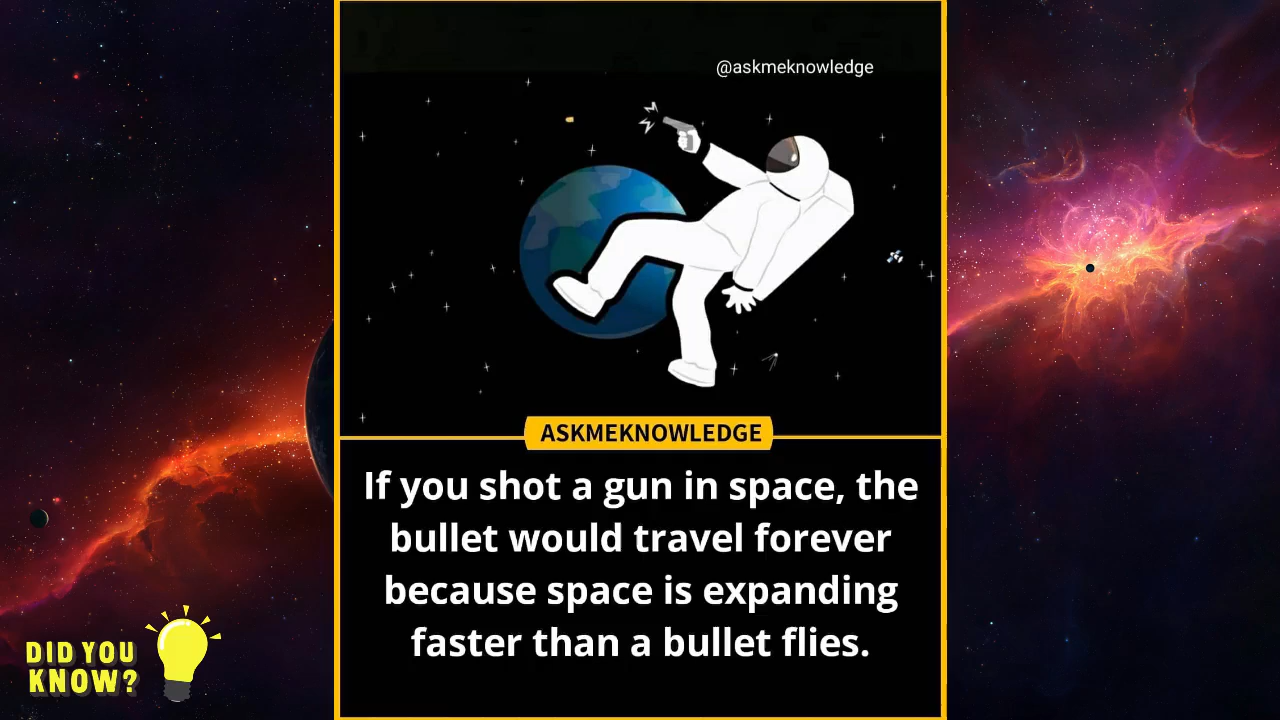 @askmeknowledge
ASKMEKNOWLEDGE
If you shot a gun in space, the
bullet would travel forever
because space is expanding
faster than a bullet flies.
DID YOU
KNOW?